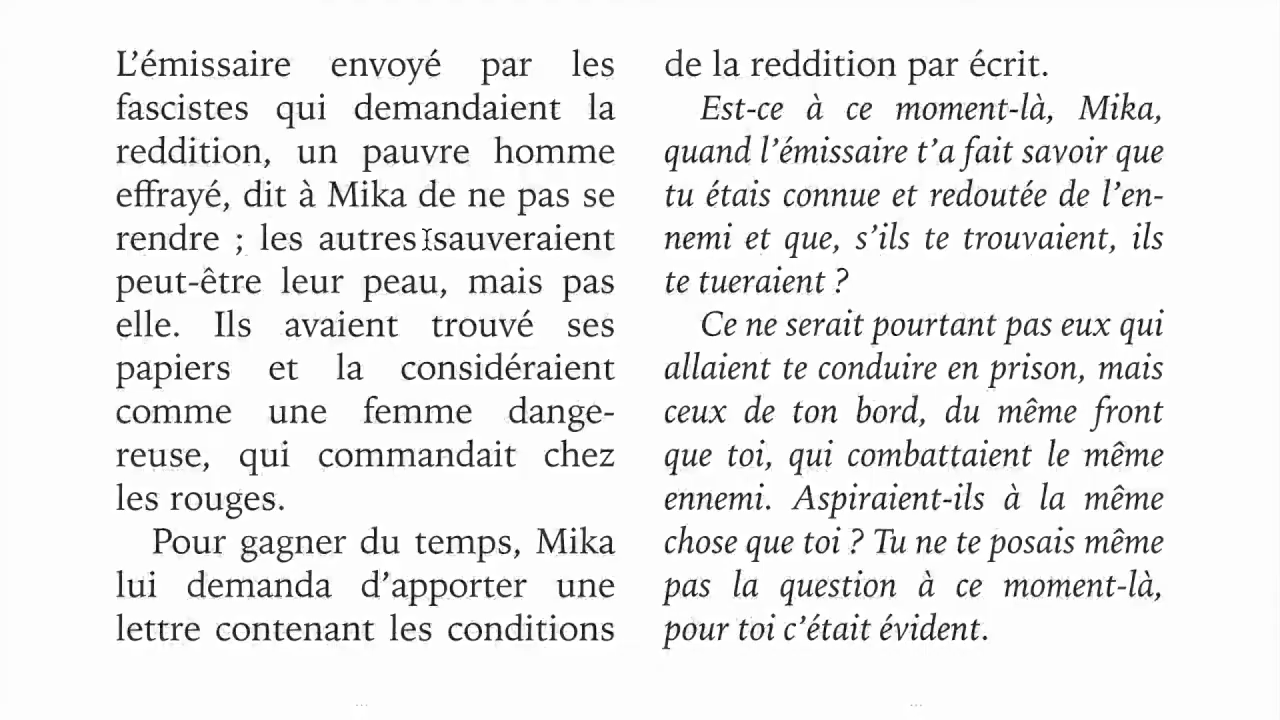 L’émissaire envoyé par les
fascistes qui demandaient la
reddition, un pauvre homme
effrayé, dit à Mika de ne pas se
rendre ; les autres sauveraient
peut-être leur peau, mais pas
elle. Ils avaient trouvé ses
papiers et la considéraient
comme une femme dange-
reuse, qui commandait chez
les rouges.
Pour gagner du temps, Mika
lui demanda d’apporter une
lettre contenant les conditions
de la reddition par écrit.
Est-ce à ce moment-là, Mika,
quand l’émissaire t’a fait savoir que
tu étais connue et redoutée de l’en-
nemi et que, s’ils te trouvaient, ils
te tueraient ?
Ce ne serait pourtant pas eux qui
allaient te conduire en prison, mais
ceux de ton bord, du même front
que toi, qui combattaient le même
ennemi. Aspiraient-ils à la même
chose que toi ? Tu ne te posais même
pas la question à ce moment-là,
pour toi c’était évident.